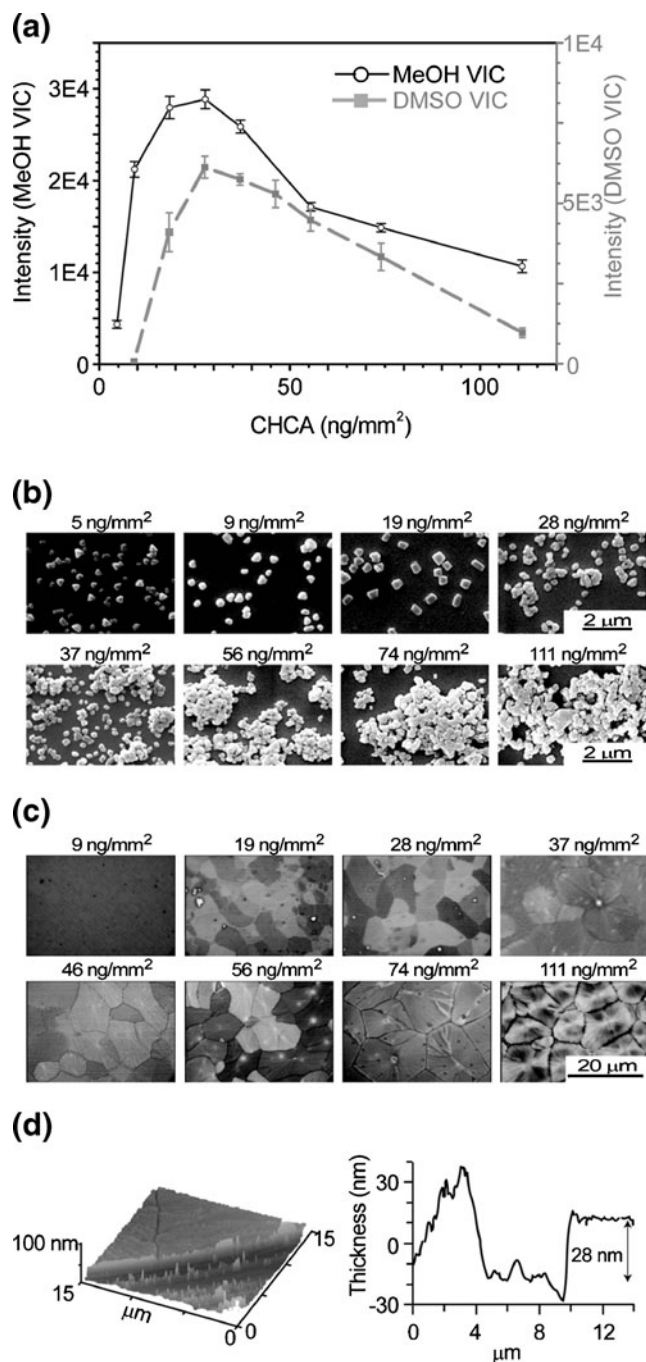 (a)
3E4
2E4
1E4
0
Intensity (MeOH VIC)
MeOH VIC
DMSO VIC
1E4
5E3
0
Intensity (DMSO VIC)
0 50 100
CHCA (ng/mm²)
(b)
5 ng/mm² 9 ng/mm² 19 ng/mm² 28 ng/mm²
2 μm
37 ng/mm² 56 ng/mm² 74 ng/mm² 111 ng/mm²
2 μm
(c)
9 ng/mm² 19 ng/mm² 28 ng/mm² 37 ng/mm²
46 ng/mm² 56 ng/mm² 74 ng/mm² 111 ng/mm²
20 μm
(d)
100 nm
15
μm
0
0
15
Thickness (nm)
30
0
-30
28 nm
0 4 8 12
μm